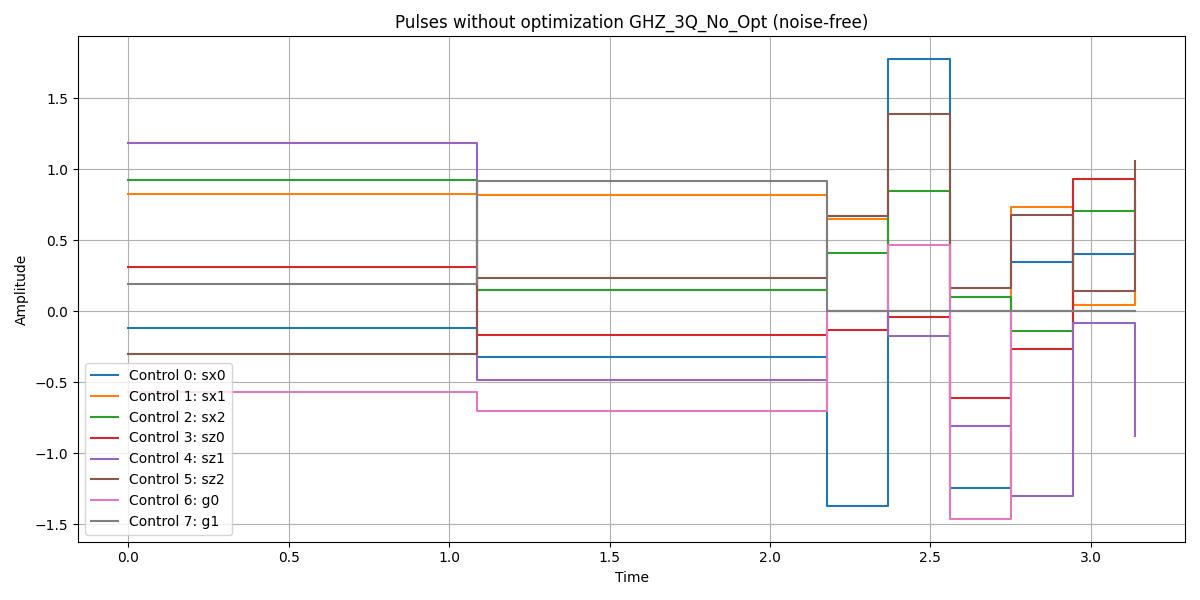 Pulses without optimization GHZ_3Q_No_Opt (noise-free)
Amplitude
1.5
1.0
0.5
0.0
−0.5
−1.0
−1.5
Control 0: sx0
Control 1: sx1
Control 2: sx2
Control 3: sz0
Control 4: sz1
Control 5: sz2
Control 6: g0
Control 7: g1
0.0 0.5 1.0 1.5 2.0 2.5 3.0
Time